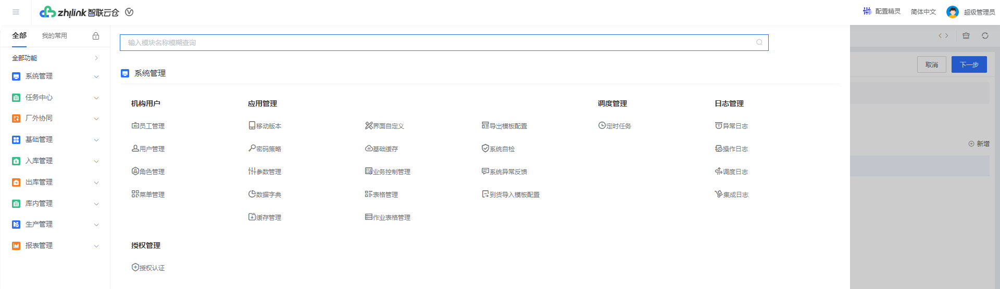 zhilink智联云仓
配置精灵 简体中文 超级管理员
全部 我的常用
全部功能
系统管理
任务中心
厂外协同
基础管理
入库管理
出库管理
库内管理
生产管理
报表管理
输入模块名称模糊查询
系统管理
机构用户 应用管理 调度管理 日志管理
员工管理 移动版本 界面自定义 导出模板配置 定时任务 异常日志
用户管理 密码策略 基础缓存 系统自检 操作日志
角色管理 参数管理 业务控制管理 系统异常反馈 调度日志
菜单管理 数据字典 表格管理 到货导入模板配置 集成日志
缓存管理 作业表格管理
授权管理
授权认证
取消 下一步
新增